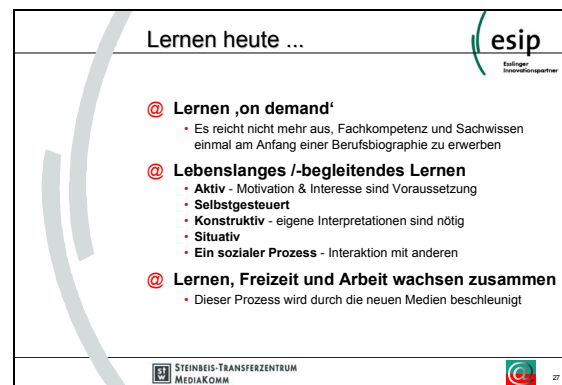 Lernen heute ...
esip
Esslinger
Innovationspartner
@ Lernen ‚on demand‘
• Es reicht nicht mehr aus, Fachkompetenz und Sachwissen
einmal am Anfang einer Berufsbiographie zu erwerben
@ Lebenslanges /-begleitendes Lernen
• Aktiv - Motivation & Interesse sind Voraussetzung
• Selbstgesteuert
• Konstruktiv - eigene Interpretationen sind nötig
• Situativ
• Ein sozialer Prozess - Interaktion mit anderen
@ Lernen, Freizeit und Arbeit wachsen zusammen
• Dieser Prozess wird durch die neuen Medien beschleunigt
st
w
STEINBEIS-TRANSFERZENTRUM
MEDIAKOMM
@
27